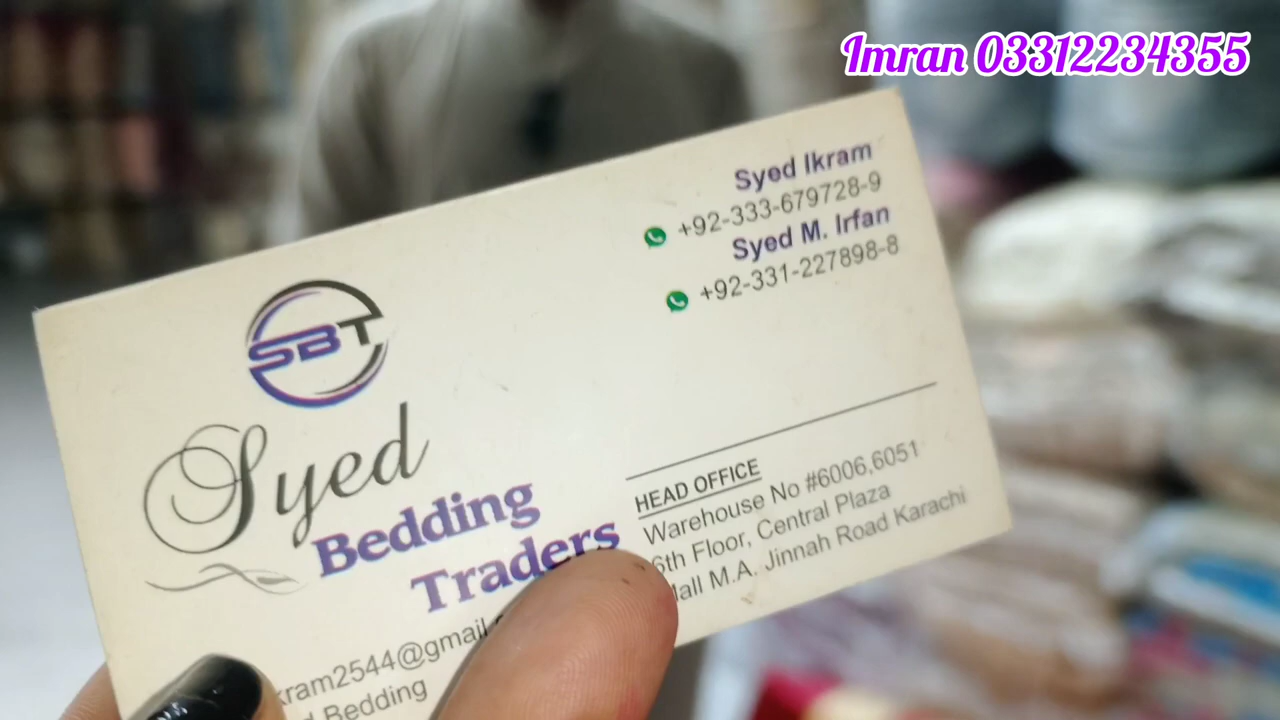 Imran 03312234355
Syed Ikram
+92-333-679728-9
Syed M. Irfan
+92-331-227898-8
SBT
Syed
Bedding
Traders
HEAD OFFICE
Warehouse No #6006,6051
6th Floor, Central Plaza
Mall M.A. Jinnah Road Karachi
kram2544@gmail
Bedding